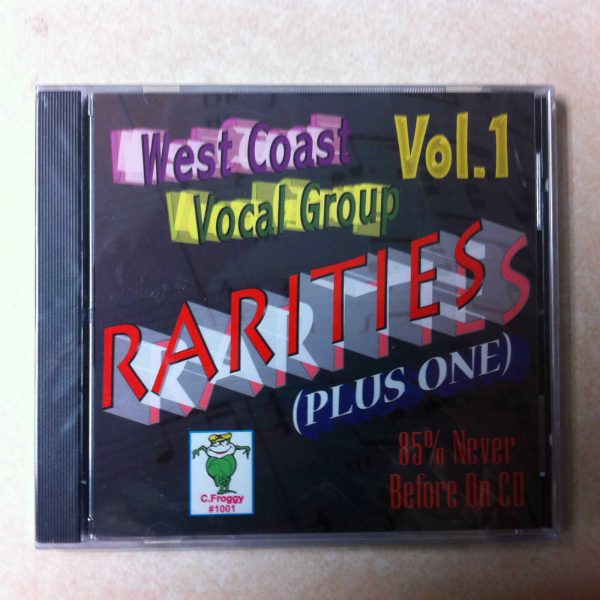 West Coast
Vol.1
Vocal Group
RARITIES
(PLUS ONE)
85% Never
Before On CD
C.Froggy
#1001